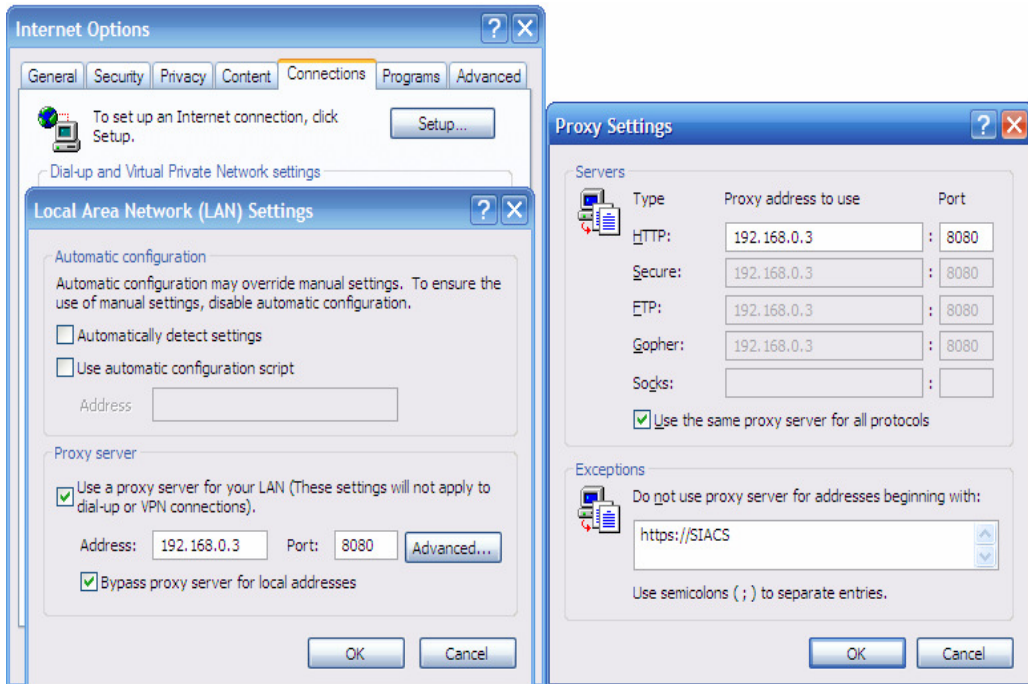 Internet Options
General Security Privacy Content Connections Programs Advanced
To set up an Internet connection, click
Setup.
Setup...
Dial-up and Virtual Private Network settings
Local Area Network (LAN) Settings
Automatic configuration
Automatic configuration may override manual settings. To ensure the
use of manual settings, disable automatic configuration.
Automatically detect settings
Use automatic configuration script
Address
Proxy server
Use a proxy server for your LAN (These settings will not apply to
dial-up or VPN connections).
Address: 192.168.0.3 Port: 8080 Advanced...
Bypass proxy server for local addresses
OK Cancel
Proxy Settings
Servers
Type Proxy address to use Port
HTTP: 192.168.0.3 : 8080
Secure: 192.168.0.3 : 8080
FTP: 192.168.0.3 : 8080
Gopher: 192.168.0.3 : 8080
Socks: :
Use the same proxy server for all protocols
Exceptions
Do not use proxy server for addresses beginning with:
https://SIACS
Use semicolons ( ; ) to separate entries.
OK Cancel